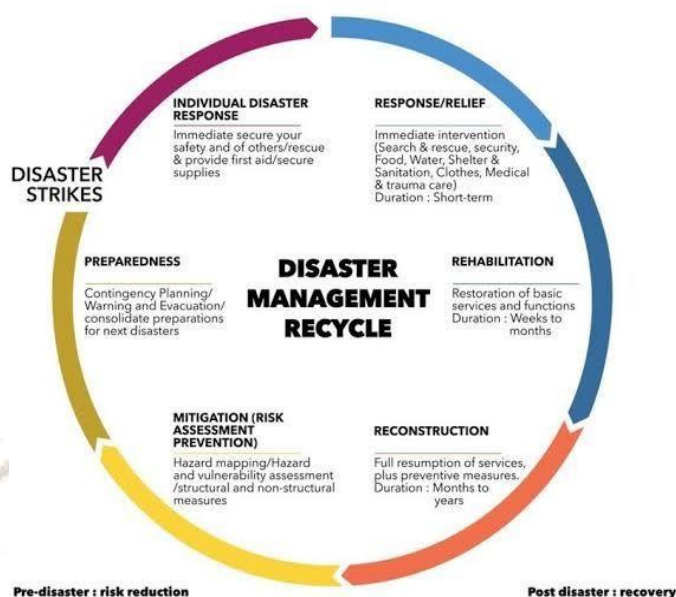 INDIVIDUAL DISASTER
RESPONSE
Immediate secure your
safety and of others/rescue
& provide first aid/secure
supplies
RESPONSE/RELIEF
Immediate intervention
(Search & rescue, security,
Food, Water, Shelter &
Sanitation, Clothes, Medical
& trauma care)
Duration : Short-term
DISASTER
STRIKES
PREPAREDNESS
Contingency Planning/
Warning and Evacuation/
consolidate preparations
for next disasters
DISASTER
MANAGEMENT
RECYCLE
REHABILITATION
Restoration of basic
services and functions
Duration : Weeks to
months
MITIGATION (RISK
ASSESSMENT
PREVENTION)
Hazard mapping/Hazard
and vulnerability assessment
/structural and non-structural
measures
RECONSTRUCTION
Full resumption of services,
plus preventive measures.
Duration : Months to
years
Pre-disaster : risk reduction
Post disaster : recovery